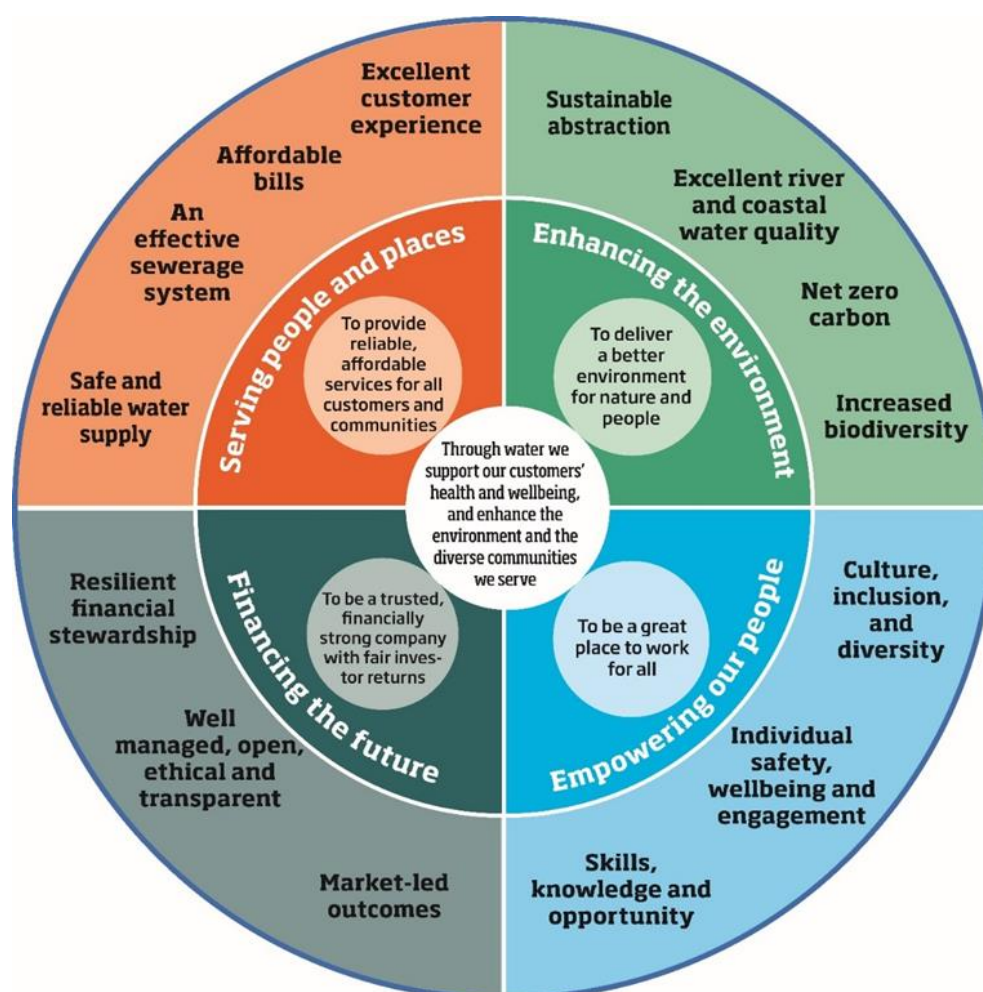 Excellent
customer
experience
Affordable
bills
An
effective
sewerage
system
Safe and
reliable water
supply
Serving people and places
To provide
reliable,
affordable
services for all
customers and
communities
Sustainable
abstraction
Excellent river
and coastal
water quality
Net zero
carbon
Increased
biodiversity
Enhancing the environment
To deliver
a better
environment
for nature and
people
Through water we
support our customers’
health and wellbeing,
and enhance the
environment and the
diverse communities
we serve
Resilient
financial
stewardship
Well
managed, open,
ethical and
transparent
Market-led
outcomes
Financing the future
To be a trusted,
financially
strong company
with fair inves-
tor returns
Culture,
inclusion,
and
diversity
Individual
safety,
wellbeing and
engagement
Skills,
knowledge and
opportunity
Empowering our people
To be a great
place to work
for all